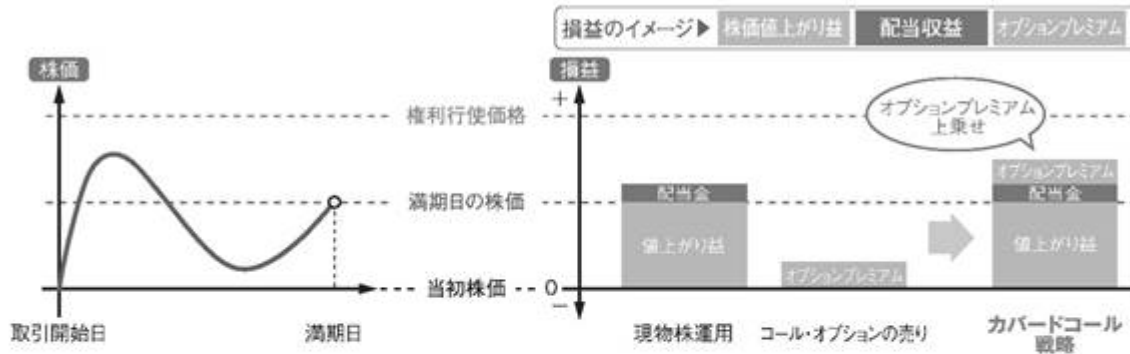 損益のイメージ▶ 株価値上がり益 配当収益 オプションプレミアム
株価
損益
+
権利行使価格
オプションプレミアム
上乗せ
オプションプレミアム
配当金
配当金
満期日の株価
値上がり益
値上がり益
オプションプレミアム
当初株価
0
−
取引開始日
満期日
現物株運用
コール・オプションの売り
カバードコール
戦略